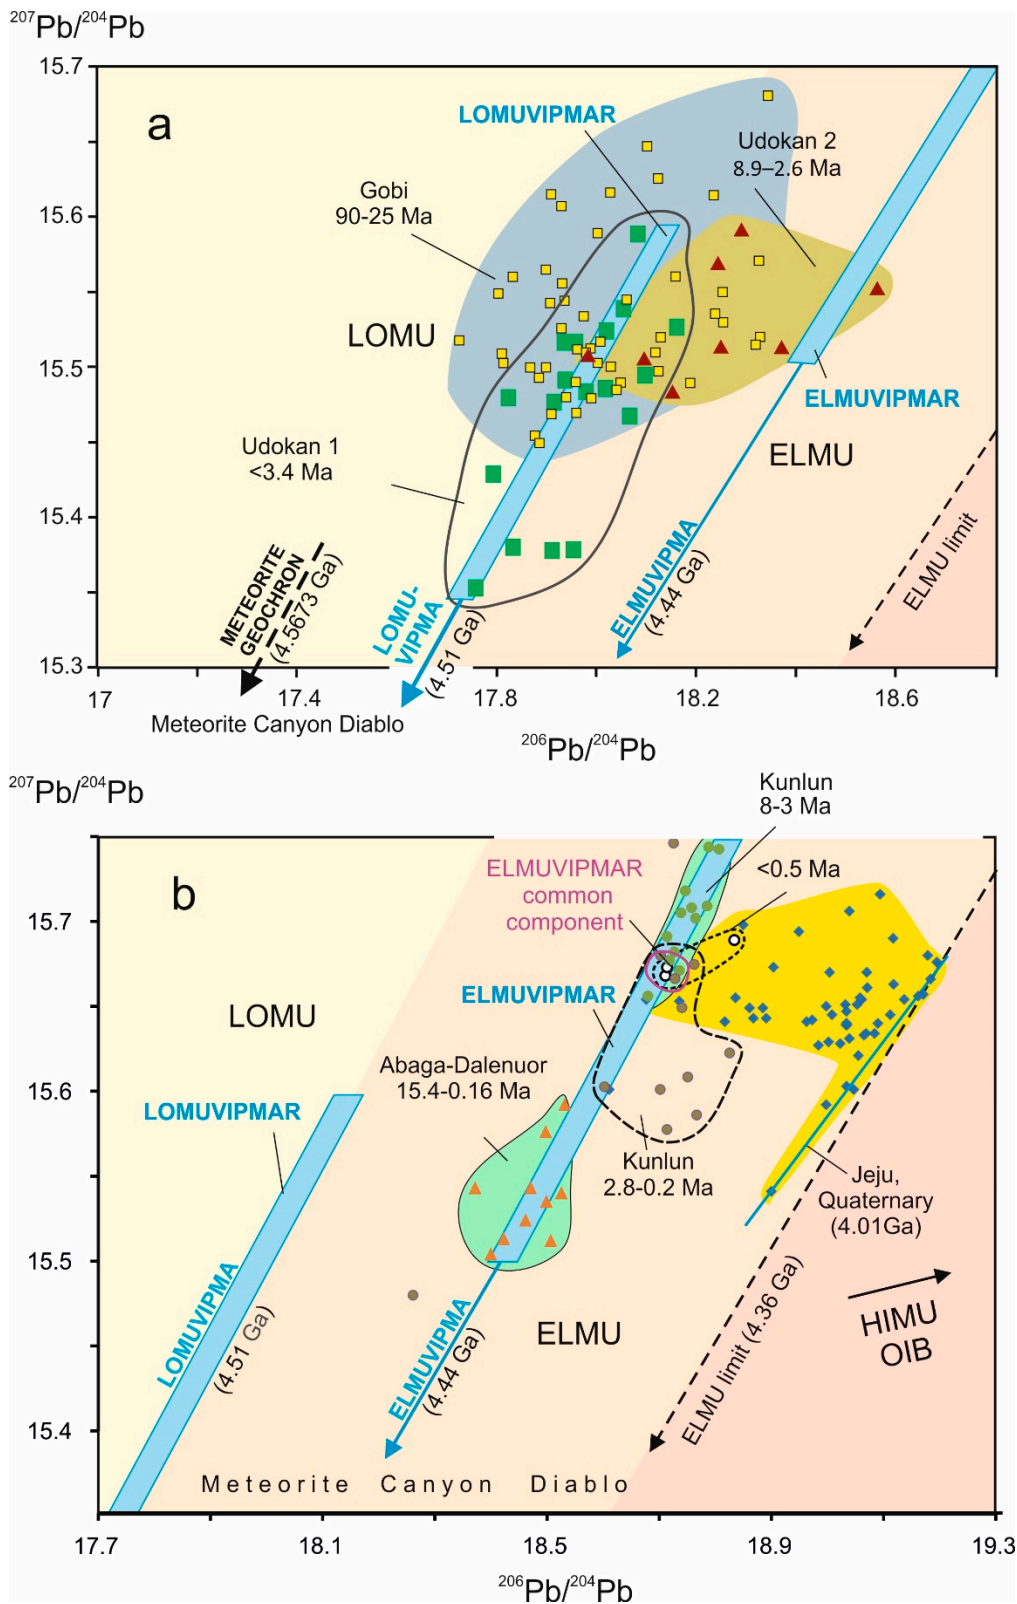 ²⁰⁷Pb/²⁰⁴Pb
15.7
a
LOMUVIPMAR
Udokan 2
8.9–2.6 Ma
Gobi
90-25 Ma
15.6
LOMU
15.5
ELMUVIPMAR
ELMU
Udokan 1
<3.4 Ma
15.4
METEORITE
GEOCHRON
(4.5673 Ga)
LOMU-
VIPMA
(4.51 Ga)
ELMUVIPMA
(4.44 Ga)
ELMU limit
15.3
17
17.4
17.8
18.2
18.6
Meteorite Canyon Diablo
²⁰⁶Pb/²⁰⁴Pb
²⁰⁷Pb/²⁰⁴Pb
Kunlun
8-3 Ma
b
ELMUVIPMAR
common
component
<0.5 Ma
15.7
ELMUVIPMAR
LOMU
Abaga-Dalenuor
15.4-0.16 Ma
15.6
LOMUVIPMAR
Kunlun
2.8-0.2 Ma
Jeju,
Quaternary
(4.01Ga)
15.5
LOMUVIPMA
(4.51 Ga)
ELMUVIPMA
(4.44 Ga)
ELMU
ELMU limit (4.36 Ga)
HIMU
OIB
15.4
Meteorite Canyon Diablo
17.7
18.1
18.5
18.9
19.3
²⁰⁶Pb/²⁰⁴Pb